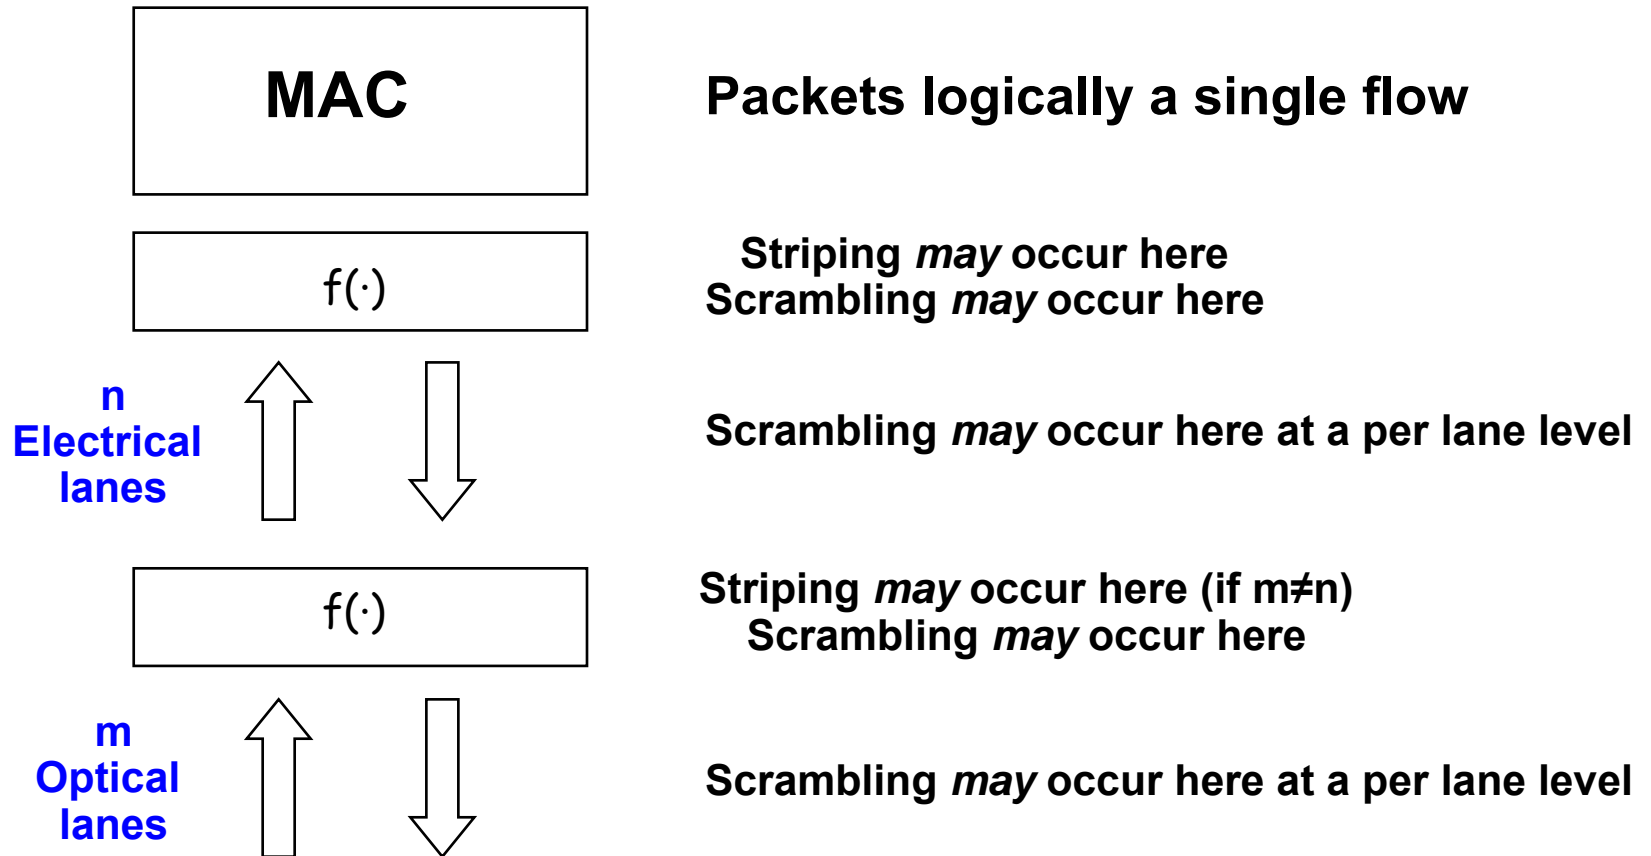 MAC
Packets logically a single flow
f(·)
Striping may occur here
Scrambling may occur here
n
Electrical
lanes
Scrambling may occur here at a per lane level
f(·)
Striping may occur here (if m≠n)
Scrambling may occur here
m
Optical
lanes
Scrambling may occur here at a per lane level